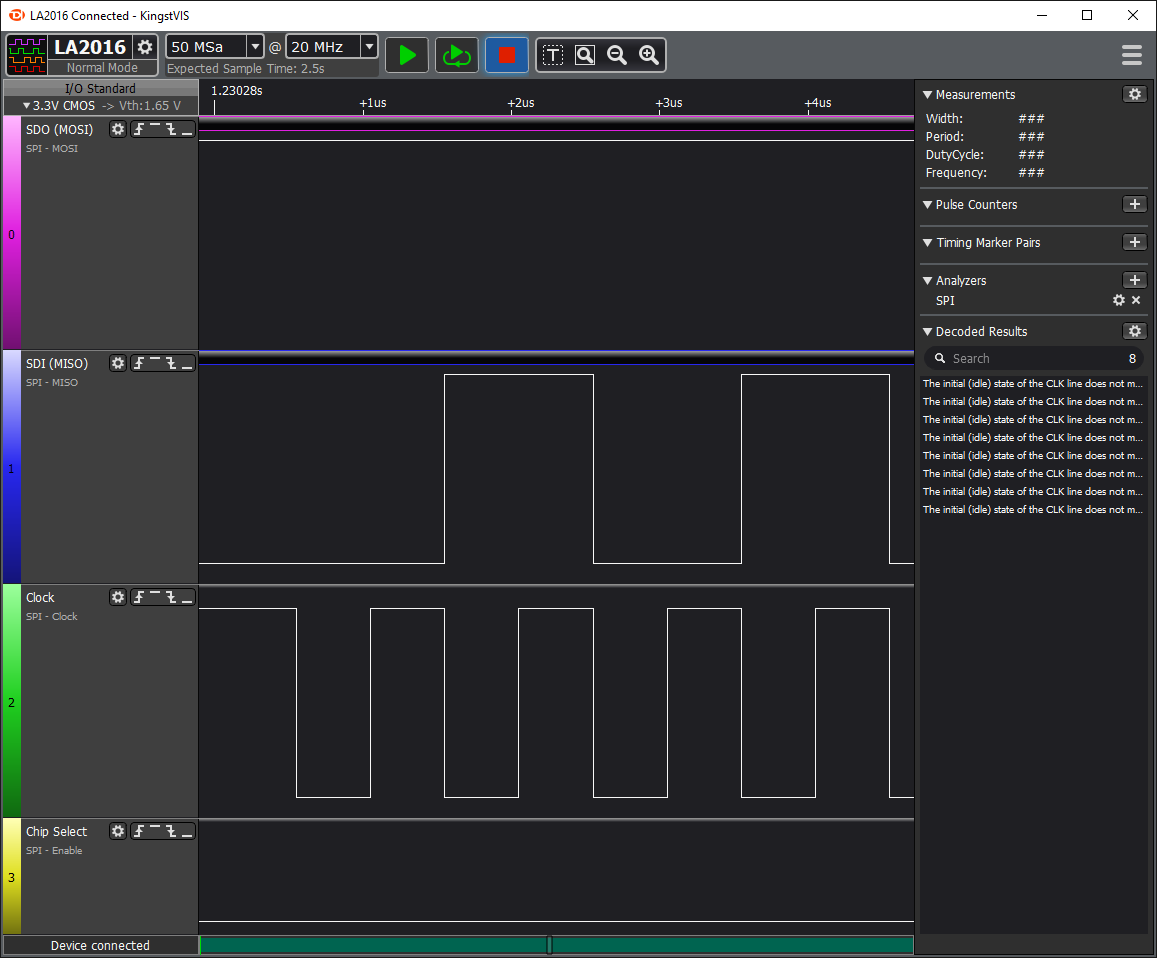 LA2016 Connected - KingstVIS
LA2016
Normal Mode
50 MSa @ 20 MHz
Expected Sample Time: 2.5s
T
I/O Standard
3.3V CMOS -> Vth:1.65 V
1.23028s
+1us +2us +3us +4us
SDO (MOSI)
SPI - MOSI
0
SDI (MISO)
SPI - MISO
1
Clock
SPI - Clock
2
Chip Select
SPI - Enable
3
Device connected
Measurements
Width: ###
Period: ###
DutyCycle: ###
Frequency: ###
Pulse Counters
Timing Marker Pairs
Analyzers
SPI
Decoded Results
Search 8
The initial (idle) state of the CLK line does not m...
The initial (idle) state of the CLK line does not m...
The initial (idle) state of the CLK line does not m...
The initial (idle) state of the CLK line does not m...
The initial (idle) state of the CLK line does not m...
The initial (idle) state of the CLK line does not m...
The initial (idle) state of the CLK line does not m...
The initial (idle) state of the CLK line does not m...